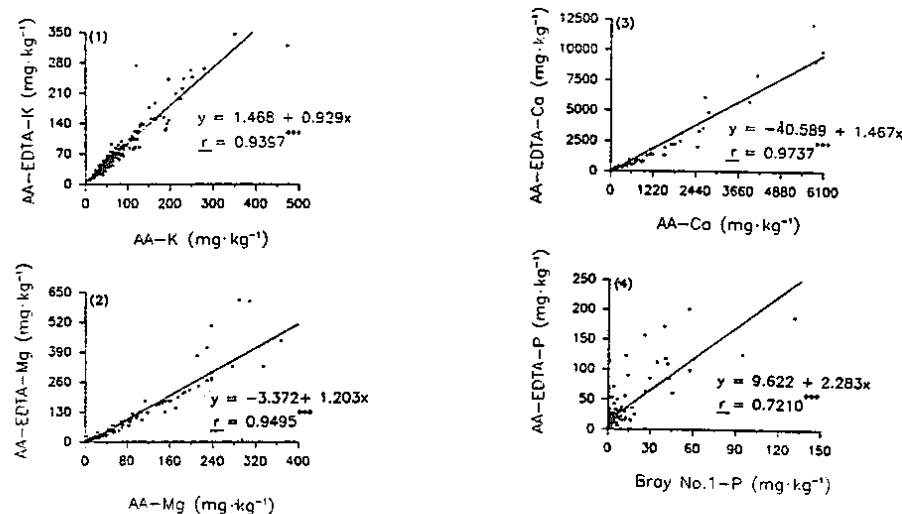 (1)
AA-EDTA-K (mg·kg⁻¹)
350
280
210
140
70
0
y = 1.468 + 0.929x
r = 0.9357***
0 100 200 300 400 500
AA-K (mg·kg⁻¹)
(3)
AA-EDTA-Ca (mg·kg⁻¹)
12500
10000
7500
5000
2500
0
y = -40.589 + 1.467x
r = 0.9737***
0 1220 2440 3660 4880 6100
AA-Ca (mg·kg⁻¹)
(2)
AA-EDTA-Mg (mg·kg⁻¹)
650
520
390
260
130
0
y = -3.372+ 1.203x
r = 0.9495***
0 80 160 240 320 400
AA-Mg (mg·kg⁻¹)
(4)
AA-EDTA-P (mg·kg⁻¹)
250
200
150
100
50
0
y = 9.622 + 2.283x
r = 0.7210***
0 30 60 90 120 150
Bray No.1-P (mg·kg⁻¹)